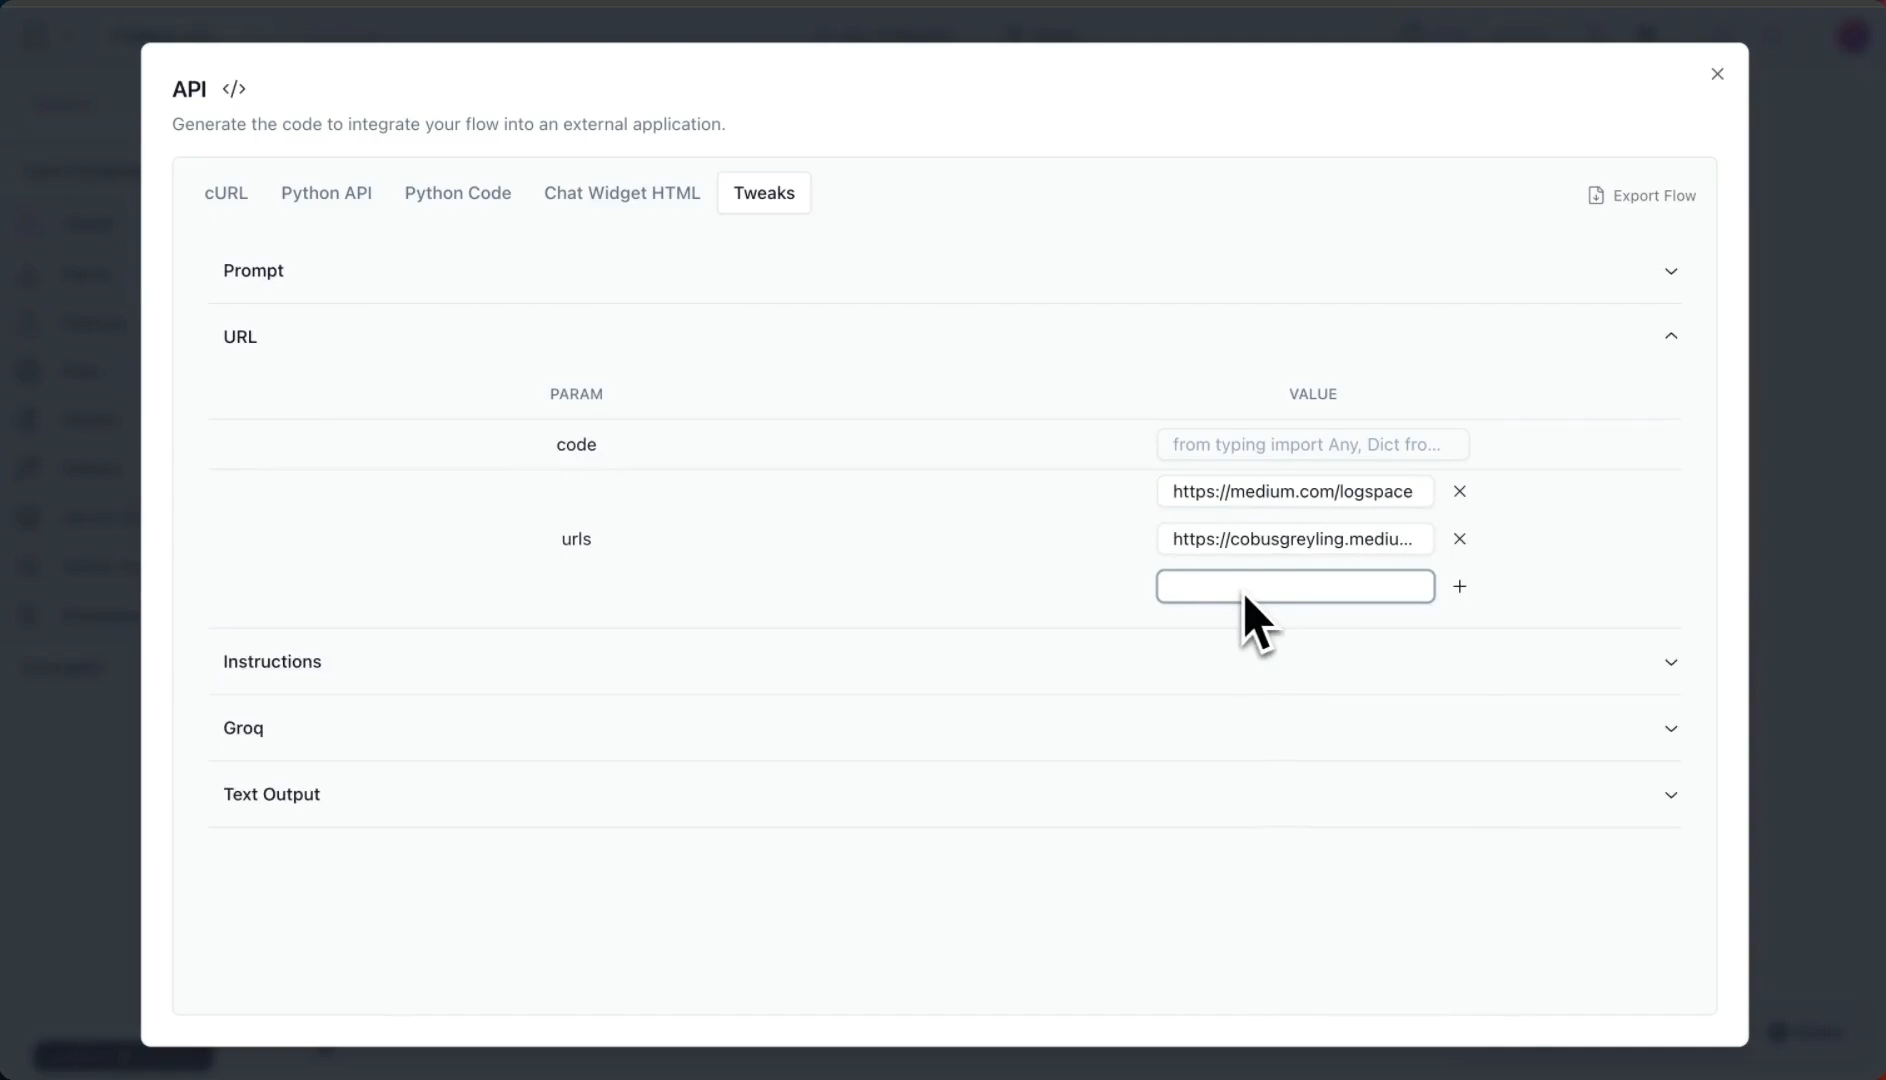 API </>
Generate the code to integrate your flow into an external application.
cURL Python API Python Code Chat Widget HTML Tweaks Export Flow
Prompt
URL
PARAM VALUE
code from typing import Any, Dict fro...
https://medium.com/logspace
urls https://cobusgreyling.mediu...
Instructions
Groq
Text Output